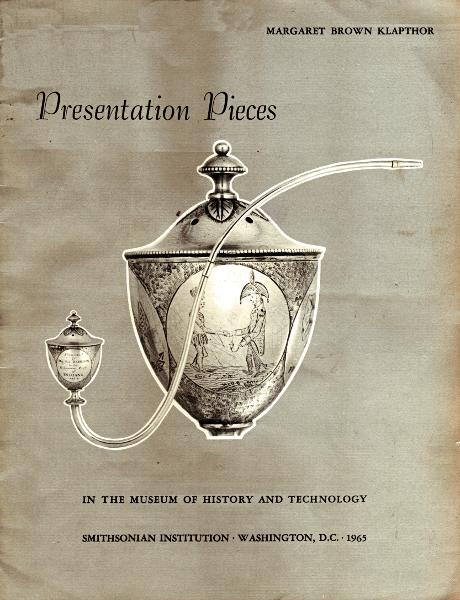 MARGARET BROWN KLAPTHOR
Presentation Pieces
IN THE MUSEUM OF HISTORY AND TECHNOLOGY
SMITHSONIAN INSTITUTION · WASHINGTON, D.C. · 1965